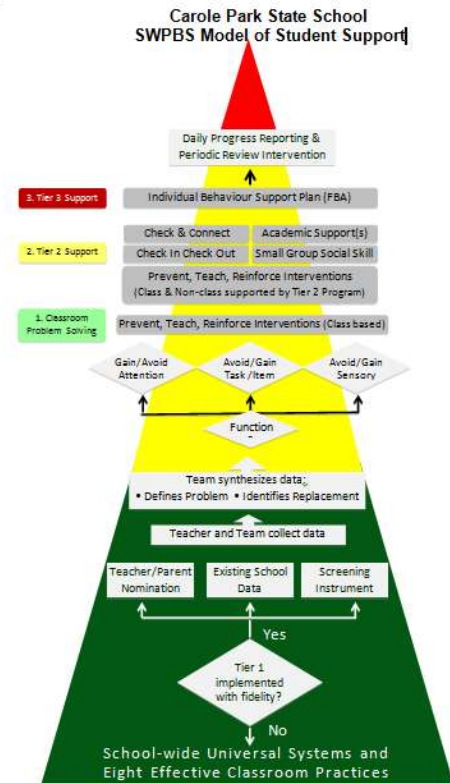 Carole Park State School
SWPBS Model of Student Support
Daily Progress Reporting &
Periodic Review Intervention
3. Tier 3 Support
Individual Behaviour Support Plan (FBA)
Check & Connect
Academic Support(s)
2. Tier 2 Support
Check In Check Out
Small Group Social Skill
Prevent, Teach, Reinforce Interventions
(Class & Non-class supported by Tier 2 Program)
1. Classroom
Problem Solving
Prevent, Teach, Reinforce Interventions (Class based)
Gain/Avoid
Attention
Avoid/Gain
Task /Item
Avoid/Gain
Sensory
Function
Team synthesizes data;
• Defines Problem • Identifies Replacement
Teacher and Team collect data
Teacher/Parent
Nomination
Existing School
Data
Screening
Instrument
Yes
Tier 1
implemented
with fidelity?
No
School-wide Universal Systems and
Eight Effective Classroom Practices